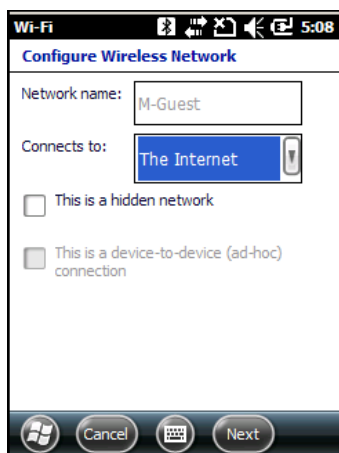 Wi-Fi 5:08
Configure Wireless Network
Network name: M-Guest
Connects to: The Internet
This is a hidden network
This is a device-to-device (ad-hoc)
connection
Cancel Next